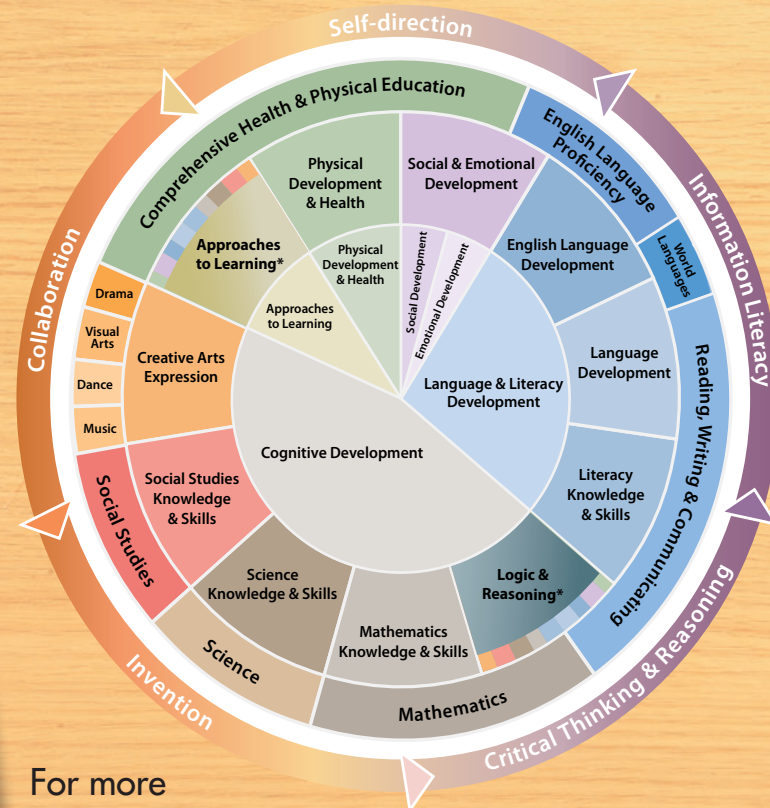 Self-direction
Information Literacy
Critical Thinking & Reasoning
Invention
Collaboration
Comprehensive Health & Physical Education
English Language
Proficiency
World
Languages
Reading, Writing & Communicating
Mathematics
Science
Social Studies
Music
Dance
Visual
Arts
Drama
Physical
Development
& Health
Social & Emotional
Development
English Language
Development
Language
Development
Literacy
Knowledge
& Skills
Logic &
Reasoning*
Mathematics
Knowledge & Skills
Science
Knowledge & Skills
Social Studies
Knowledge
& Skills
Creative Arts
Expression
Approaches
to Learning*
Physical
Development
& Health
Social Development
Emotional Development
Language & Literacy
Development
Cognitive Development
Approaches
to Learning
For more